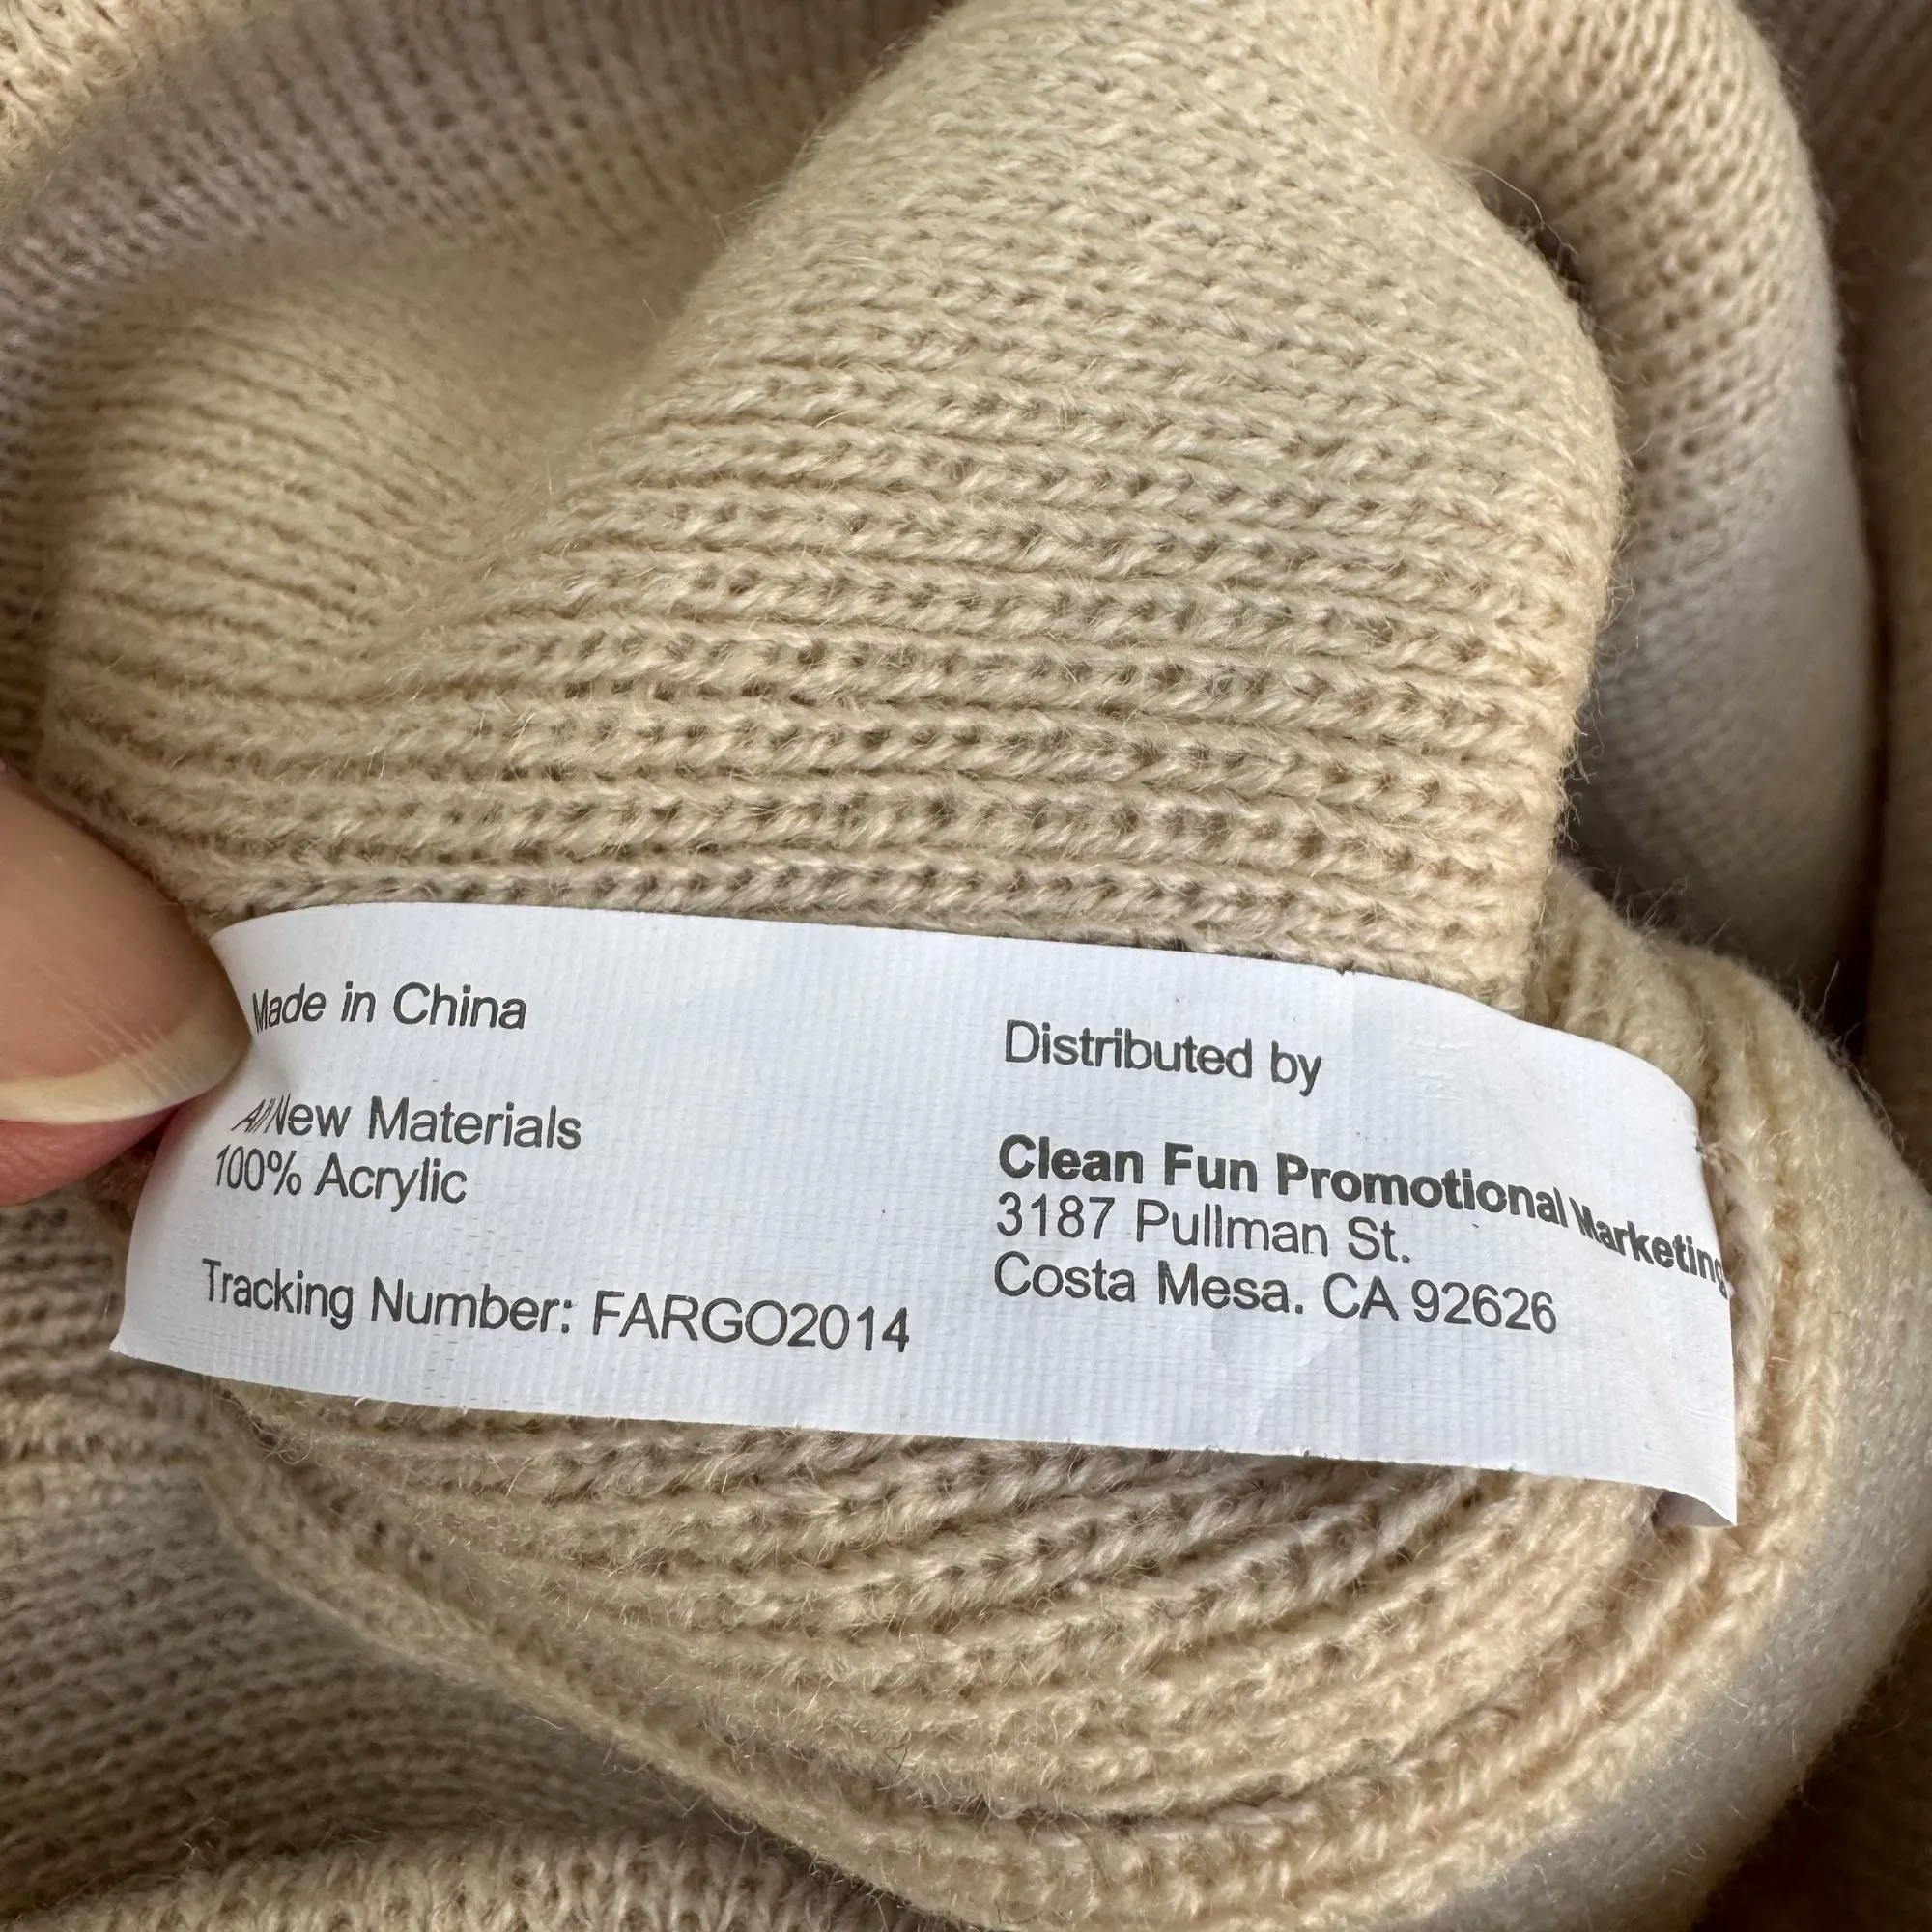 Made in China
All New Materials
100% Acrylic
Tracking Number: FARGO2014
Distributed by
Clean Fun Promotional Marketing
3187 Pullman St.
Costa Mesa. CA 92626